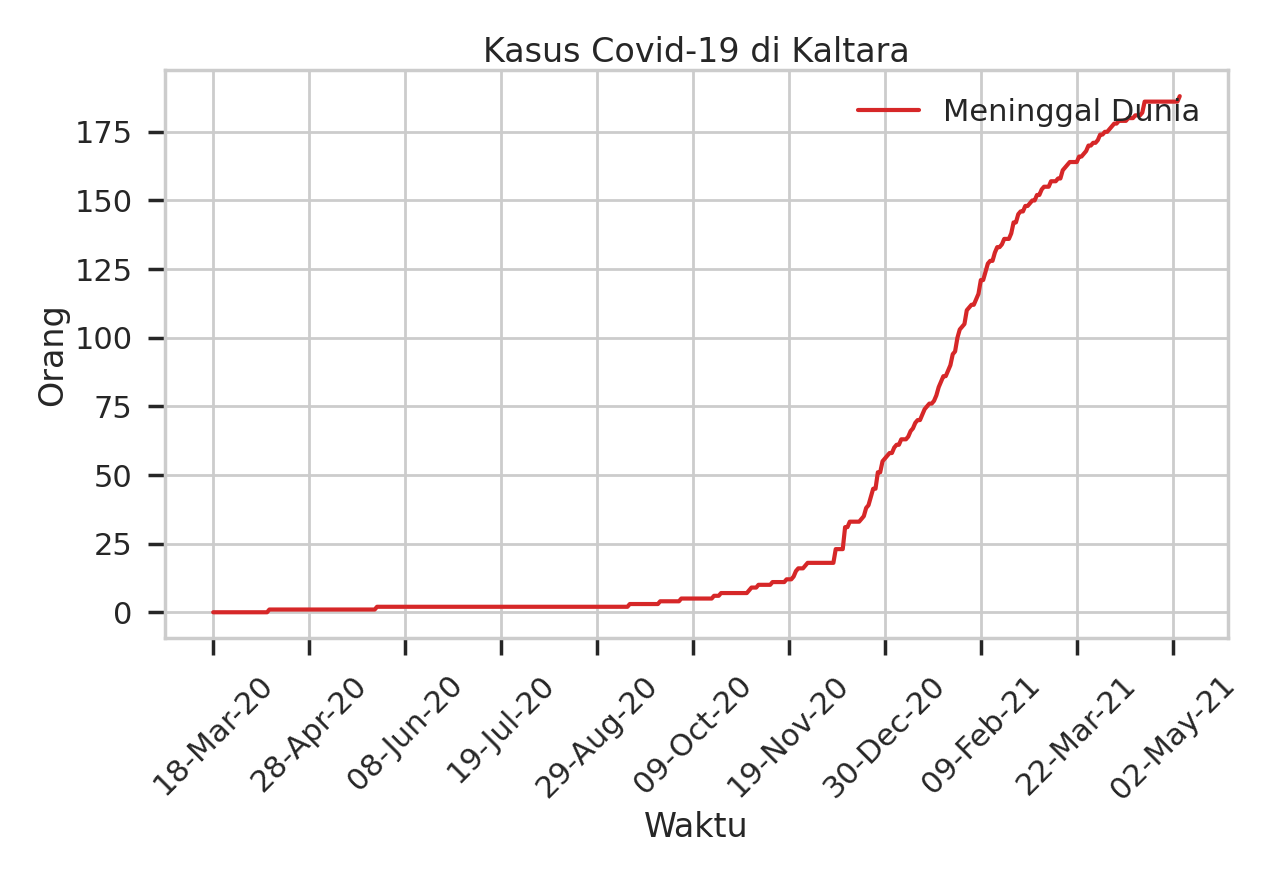 Kasus Covid-19 di Kaltara
Meninggal Dunia
175
150
125
100
75
50
25
0
Orang
18-Mar-20
28-Apr-20
08-Jun-20
19-Jul-20
29-Aug-20
09-Oct-20
19-Nov-20
30-Dec-20
09-Feb-21
22-Mar-21
02-May-21
Waktu